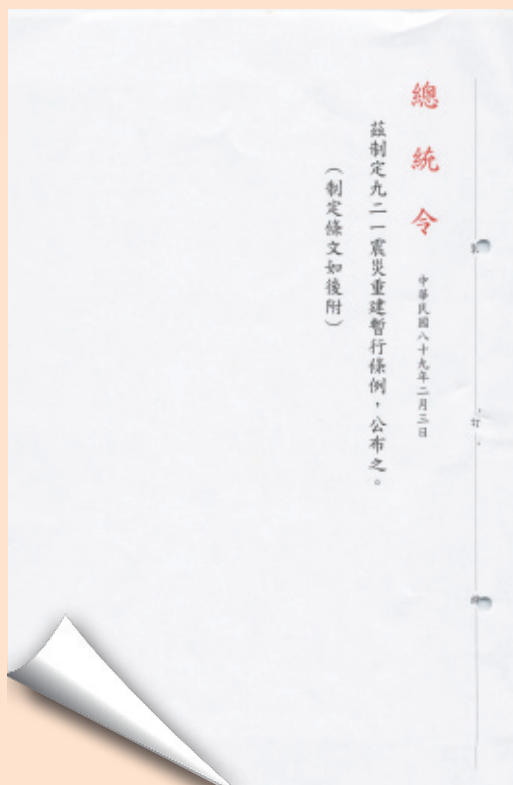 總統令 中華民國八十九年二月三日
茲制定九二一震災重建暫行條例，公布之。
（制定條文如後附）
訂